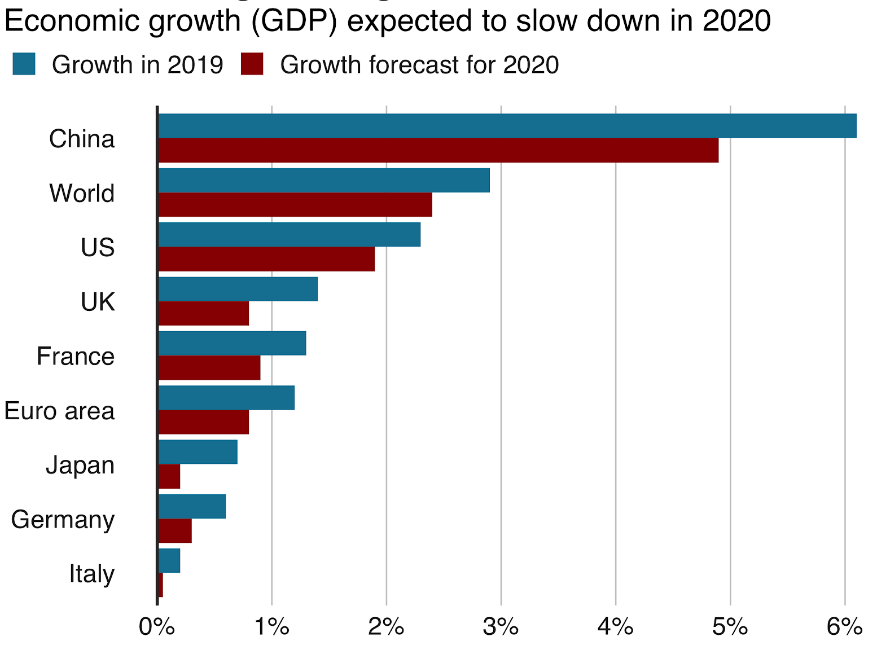 Economic growth (GDP) expected to slow down in 2020
Growth in 2019 Growth forecast for 2020
China
World
US
UK
France
Euro area
Japan
Germany
Italy
0% 1% 2% 3% 4% 5% 6%